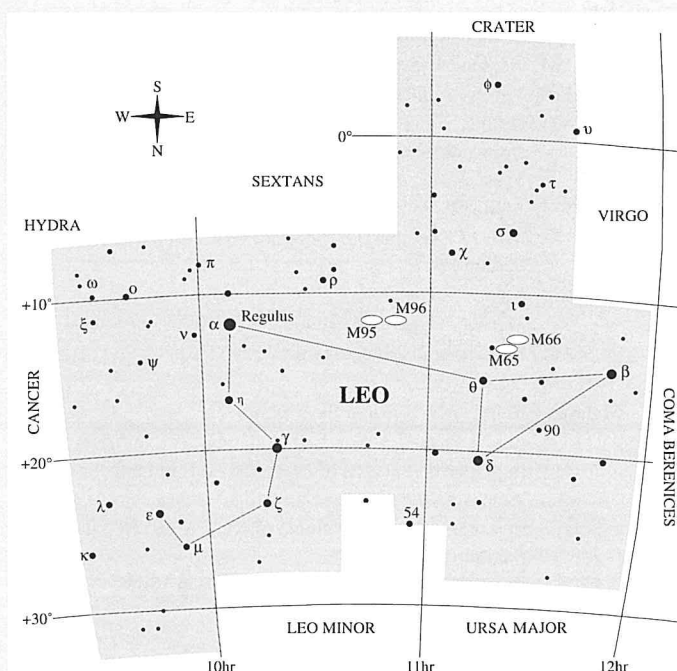 CRATER
S
W E
N
ϕ
υ
0°
τ
SEXTANS
VIRGO
HYDRA
σ
χ
π
ρ
ω
ο
+10°
M96
ι
ξ
α Regulus
M95
M66
ν
M65
ψ
LEO
θ
β
CANCER
η
90
COMA BERENICES
γ
+20°
δ
λ
ε
ζ
54
κ
μ
+30°
LEO MINOR
URSA MAJOR
10hr
11hr
12hr